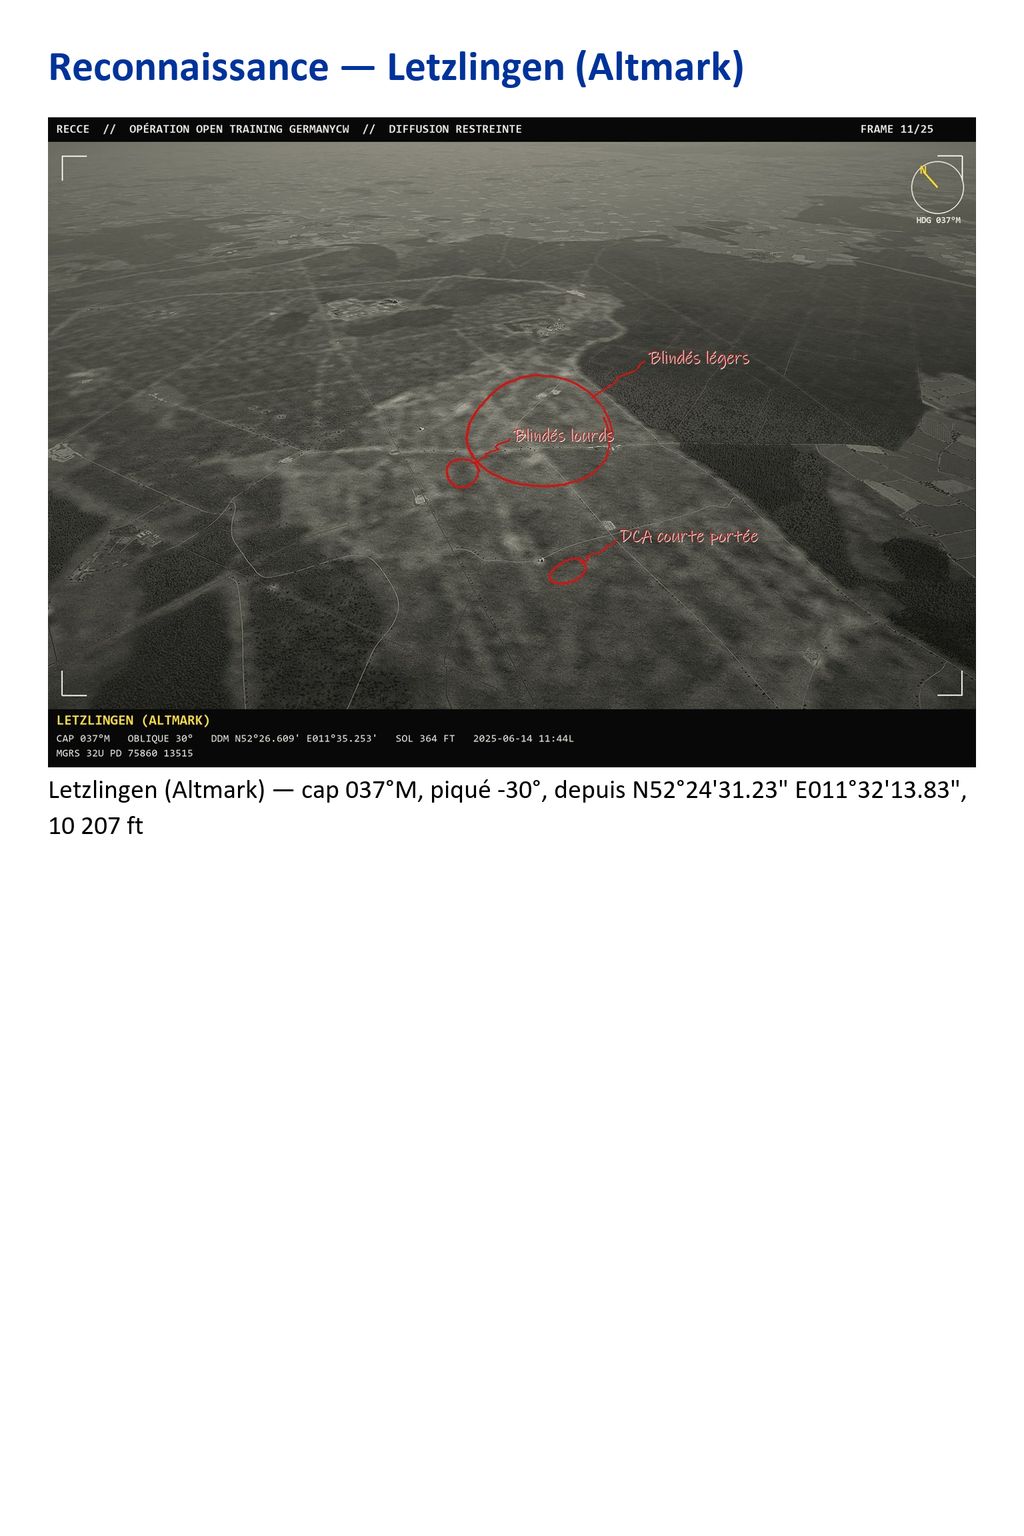 Reconnaissance — Letzlingen (Altmark)
RECCE // OPÉRATION OPEN TRAINING GERMANYCW // DIFFUSION RESTREINTE FRAME 11/25
N
HDG 037°M
Blindés légers
Blindés lourds
DCA courte portée
LETZLINGEN (ALTMARK)
CAP 037°M OBLIQUE 30° DDM N52°26.609' E011°35.253' SOL 364 FT 2025-06-14 11:44L
MGRS 32U PD 75860 13515
Letzlingen (Altmark) — cap 037°M, piqué -30°, depuis N52°24'31.23" E011°32'13.83",
10 207 ft